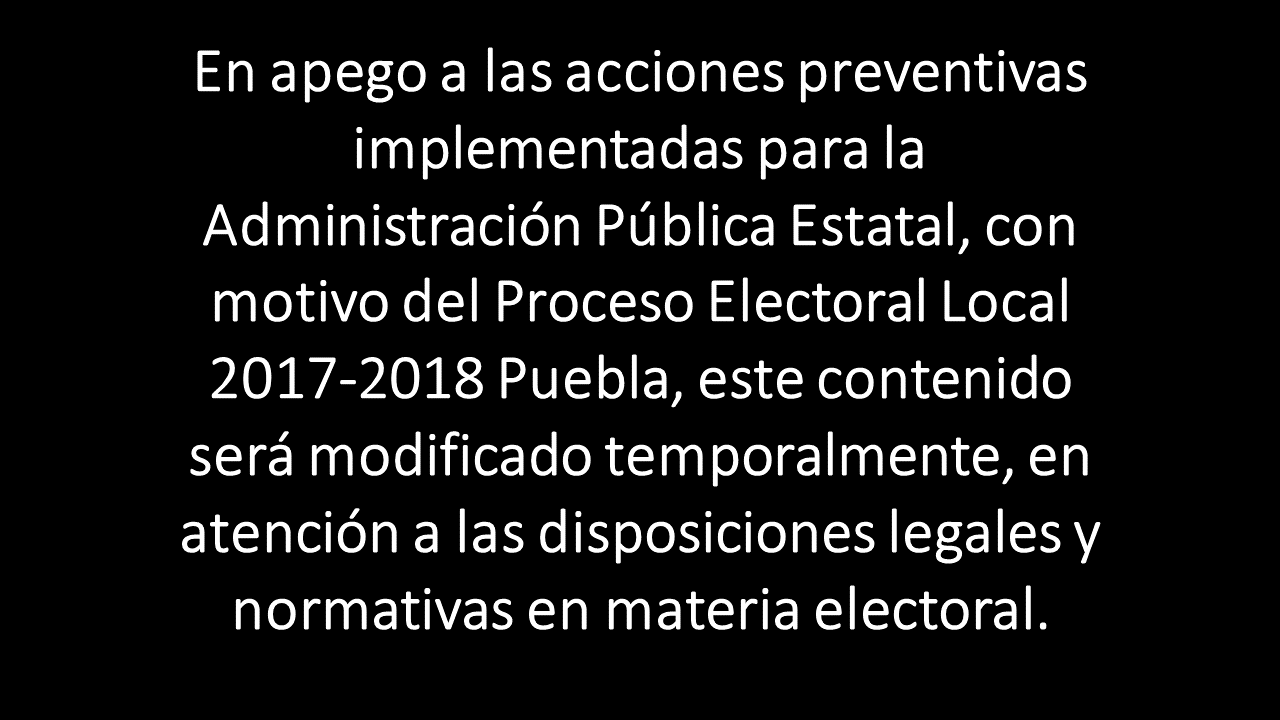 En apego a las acciones preventivas
implementadas para la
Administración Pública Estatal, con
motivo del Proceso Electoral Local
2017-2018 Puebla, este contenido
será modificado temporalmente, en
atención a las disposiciones legales y
normativas en materia electoral.